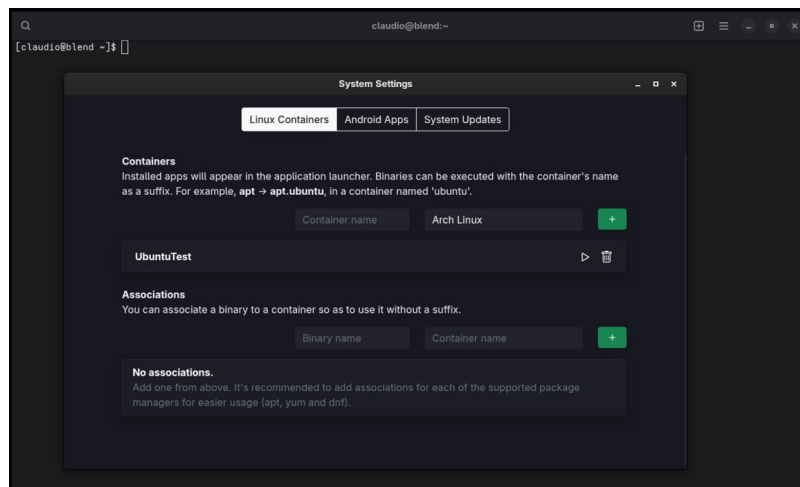 claudio@blend:~
[claudio@blend ~]$
System Settings
Linux Containers
Android Apps
System Updates
Containers
Installed apps will appear in the application launcher. Binaries can be executed with the container's name
as a suffix. For example, apt → apt.ubuntu, in a container named 'ubuntu'.
Container name
Arch Linux
+
UbuntuTest
Associations
You can associate a binary to a container so as to use it without a suffix.
Binary name
Container name
+
No associations.
Add one from above. It's recommended to add associations for each of the supported package
managers for easier usage (apt, yum and dnf).